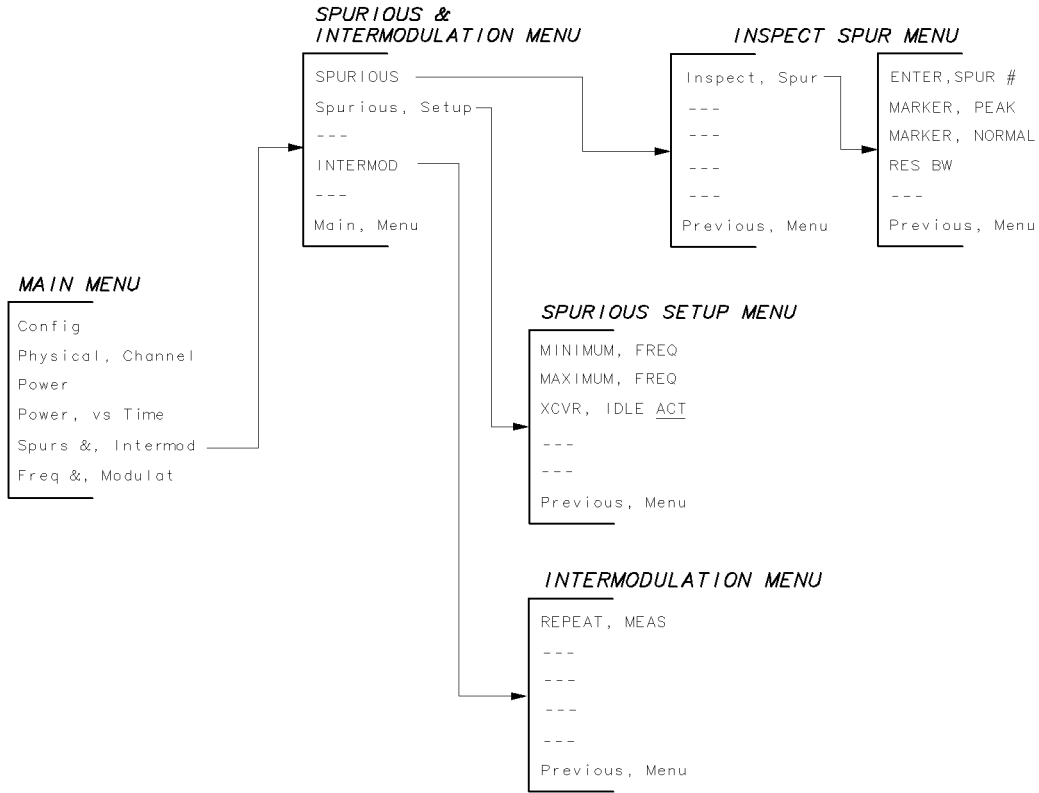 SPURIOUS &
INTERMODULATION MENU
SPURIOUS
Spurious, Setup
---
INTERMOD
---
Main, Menu
INSPECT SPUR MENU
Inspect, Spur
---
---
---
---
Previous, Menu
ENTER,SPUR #
MARKER, PEAK
MARKER, NORMAL
RES BW
---
Previous, Menu
MAIN MENU
Config
Physical, Channel
Power
Power, vs Time
Spurs &, Intermod
Freq &, Modulat
SPURIOUS SETUP MENU
MINIMUM, FREQ
MAXIMUM, FREQ
XCVR, IDLE ACT
---
---
Previous, Menu
INTERMODULATION MENU
REPEAT, MEAS
---
---
---
---
Previous, Menu